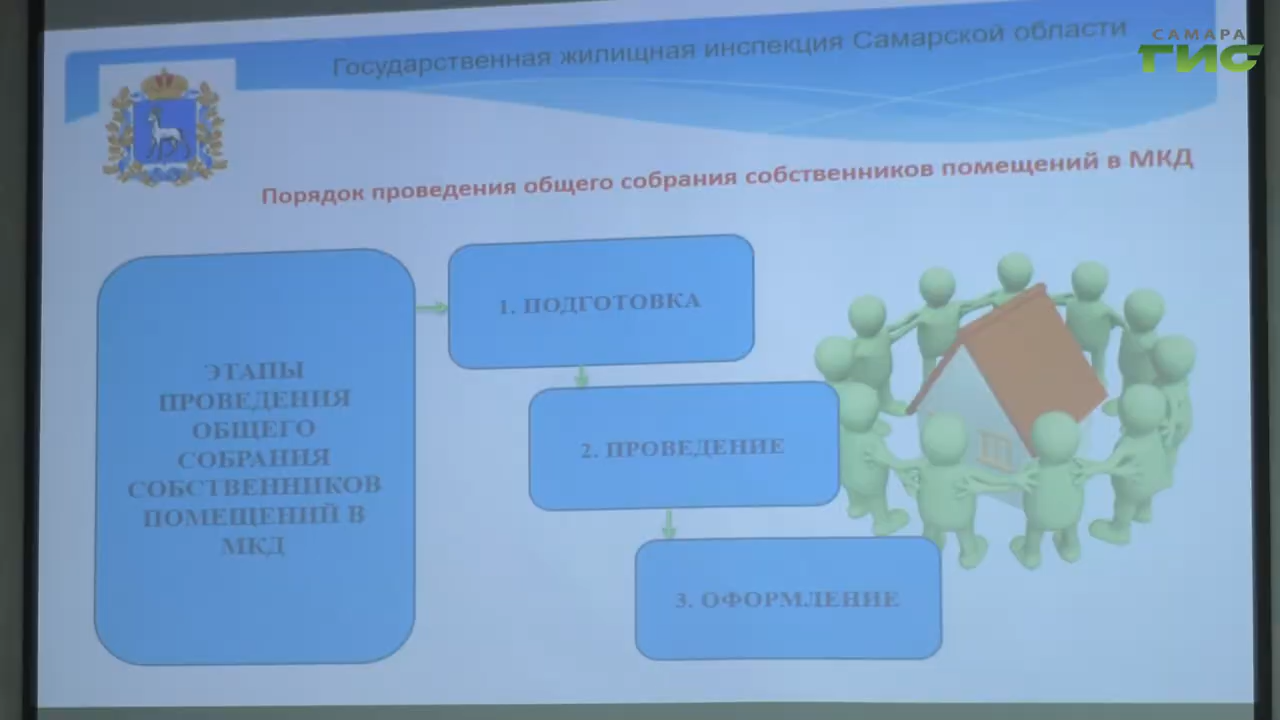 Государственная жилищная инспекция Самарской области
САМАРА
ГИС
Порядок проведения общего собрания собственников помещений в МКД
ЭТАПЫ
ПРОВЕДЕНИЯ
ОБЩЕГО
СОБРАНИЯ
СОБСТВЕННИКОВ
ПОМЕЩЕНИЙ В
МКД
1. ПОДГОТОВКА
2. ПРОВЕДЕНИЕ
3. ОФОРМЛЕНИЕ